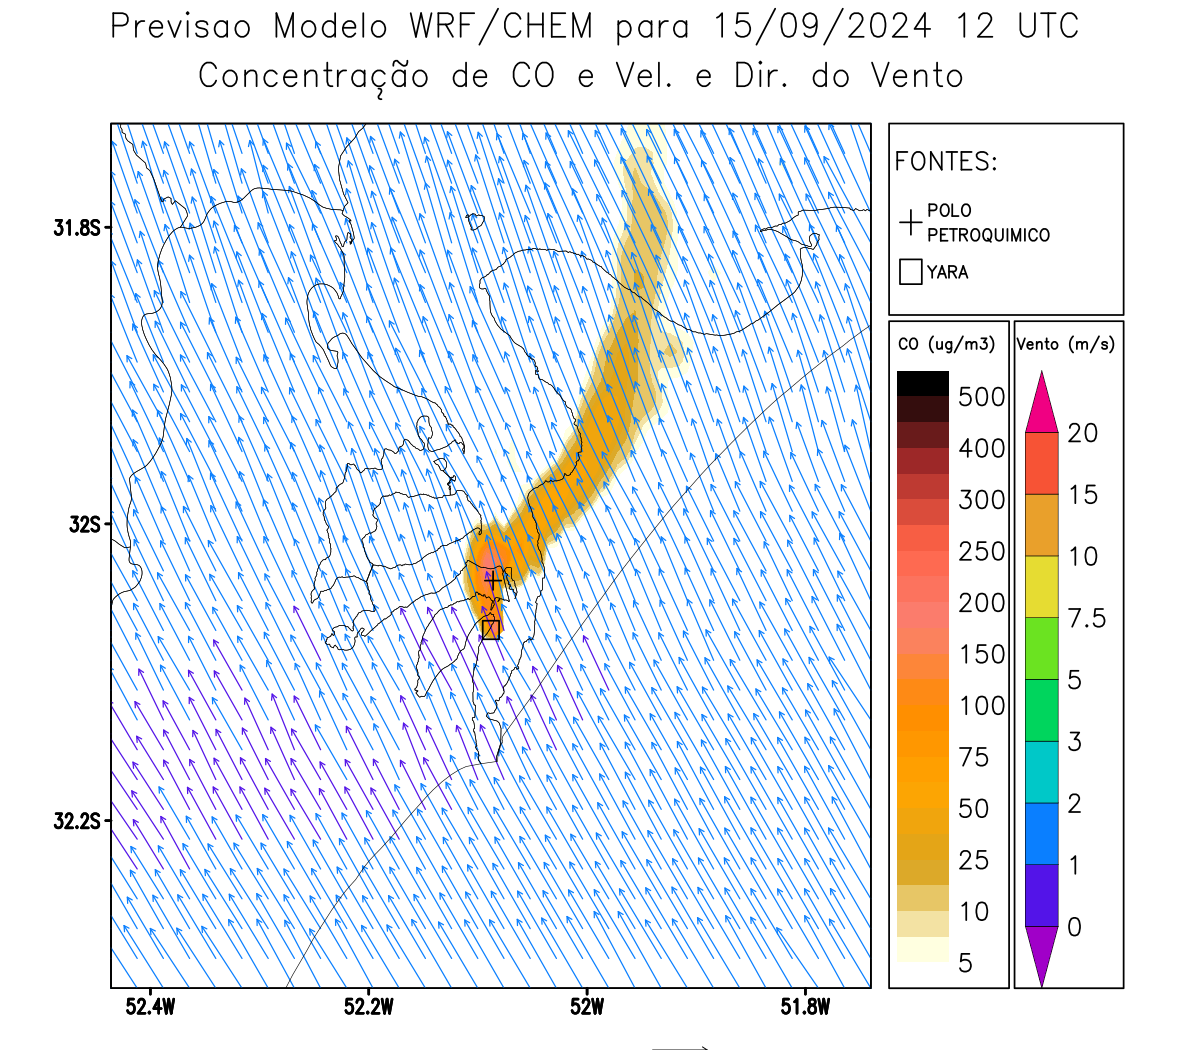 Previsao Modelo WRF/CHEM para 15/09/2024 12 UTC
Concentração de CO e Vel. e Dir. do Vento
FONTES:
POLO
PETROQUIMICO
YARA
CO (ug/m3)
500
400
300
250
200
150
100
75
50
25
10
5
Vento (m/s)
20
15
10
7.5
5
3
2
1
0
31.8S
32S
32.2S
52.4W
52.2W
52W
51.8W